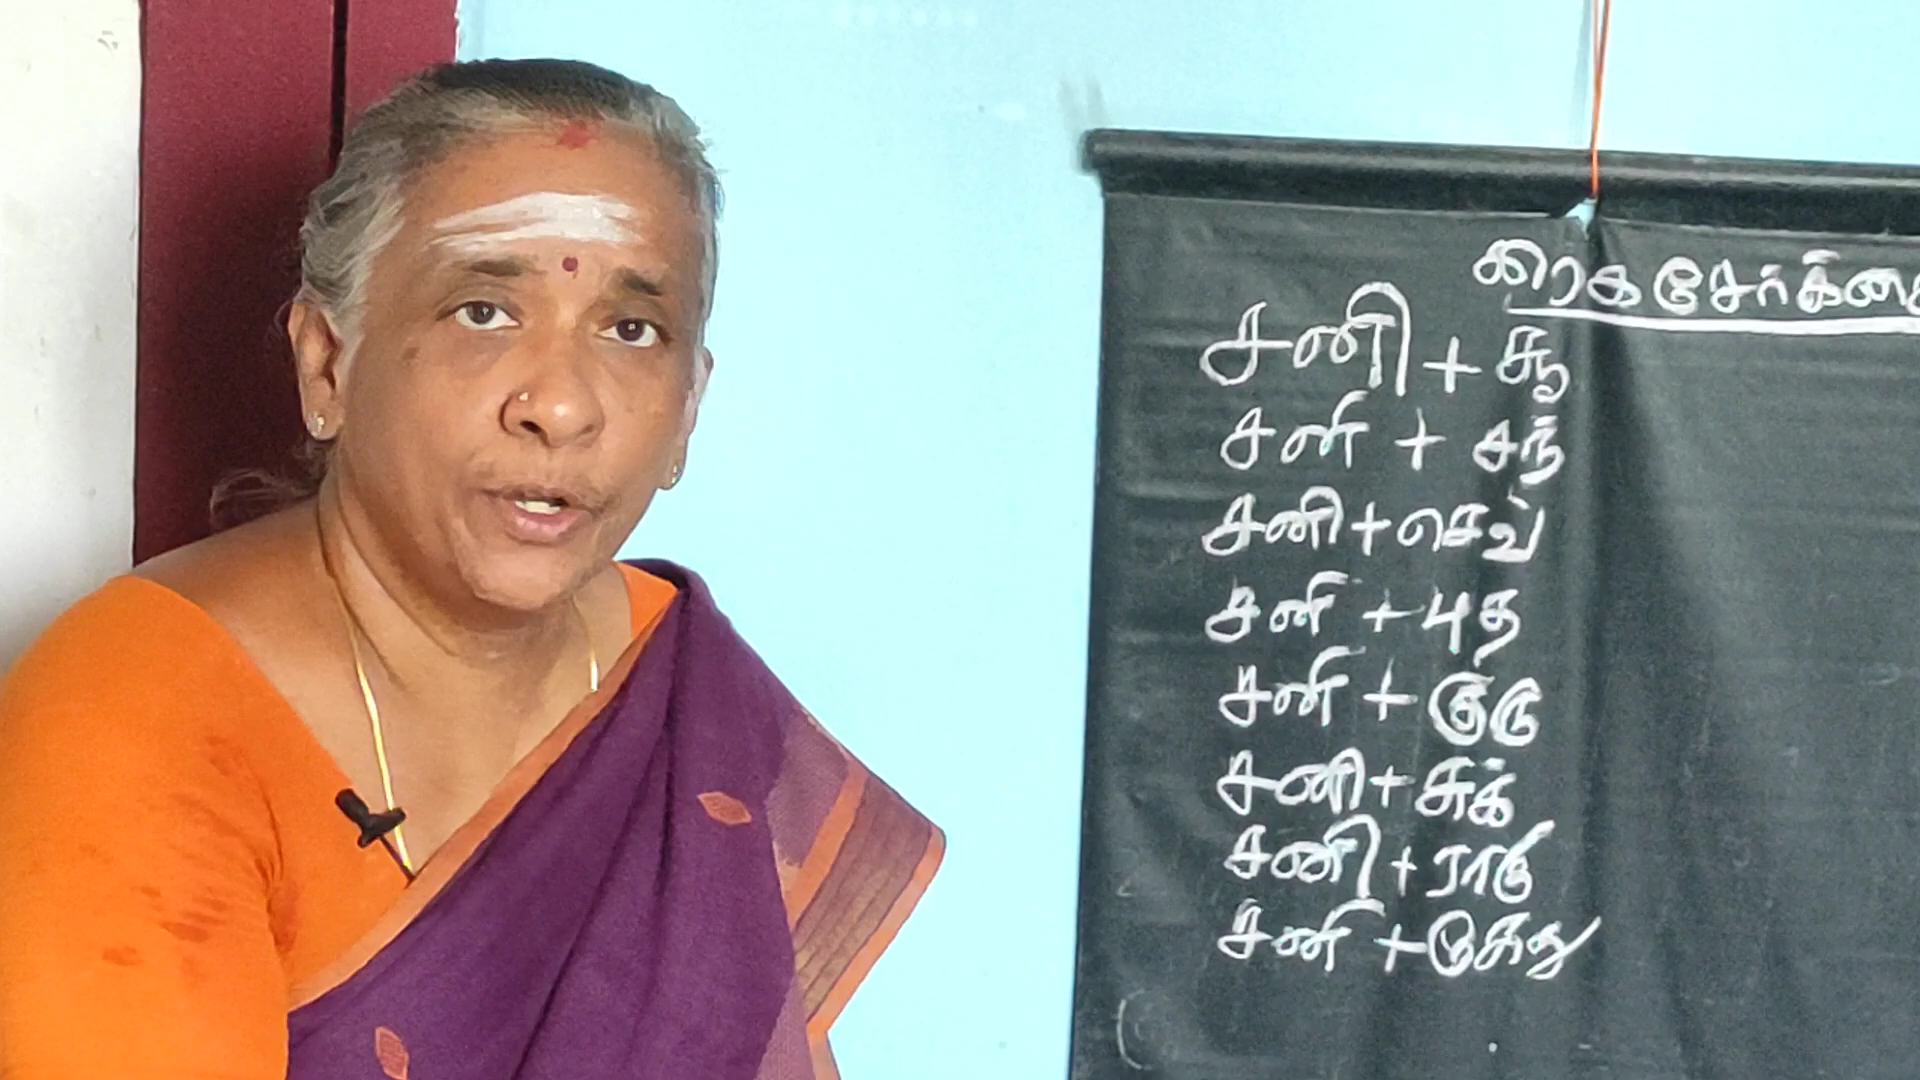 சனி + சூ
சனி + சந்
சனி + செவ்
சனி + புத
சனி + குரு
சனி + சுக்
சனி + ராகு
சனி + கேது